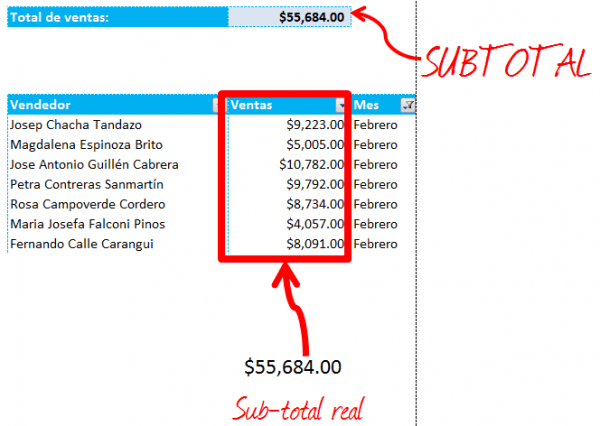 Total de ventas: $55,684.00
SUBTOTAL
Vendedor Ventas Mes
Josep Chacha Tandazo $9,223.00 Febrero
Magdalena Espinoza Brito $5,005.00 Febrero
Jose Antonio Guillén Cabrera $10,782.00 Febrero
Petra Contreras Sanmartín $9,792.00 Febrero
Rosa Campoverde Cordero $8,734.00 Febrero
Maria Josefa Falconi Pinos $4,057.00 Febrero
Fernando Calle Carangui $8,091.00 Febrero
$55,684.00
Sub-total real